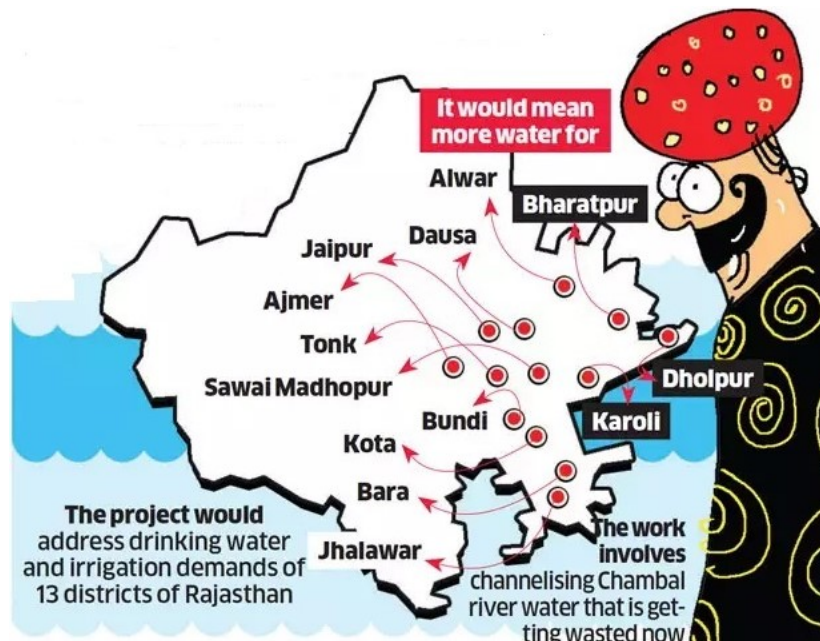 It would mean
more water for
Alwar
Bharatpur
Dausa
Jaipur
Ajmer
Tonk
Sawai Madhopur
Dholpur
Bundi
Karoli
Kota
Bara
Jhalawar
The project would
address drinking water
and irrigation demands of
13 districts of Rajasthan
The work
involves
channelising Chambal
river water that is get-
ting wasted now